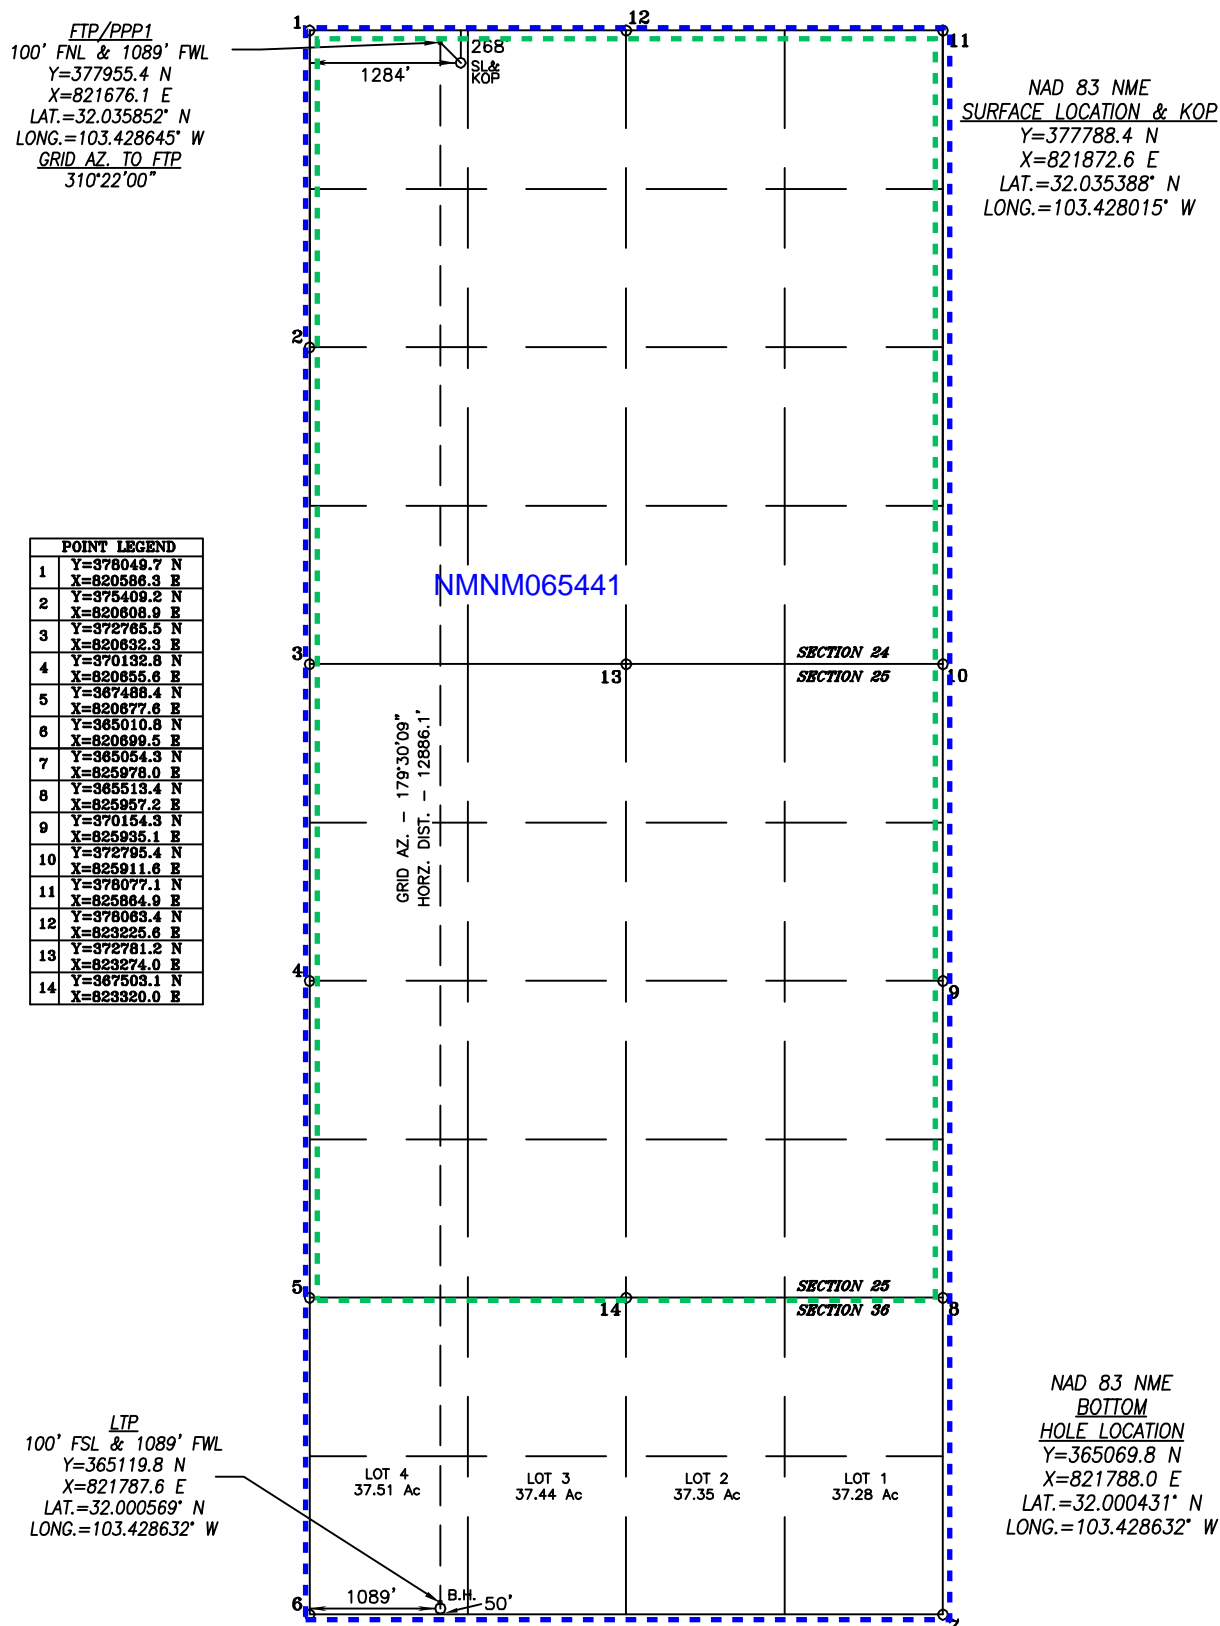 FTP/PPP1
100' FNL & 1089' FWL
Y=377955.4 N
X=821676.1 E
LAT.=32.035852° N
LONG.=103.428645° W
GRID AZ. TO FTP
310°22'00"
1
12
11
268
SL&
KOP
1284'
NAD 83 NME
SURFACE LOCATION & KOP
Y=377788.4 N
X=821872.6 E
LAT.=32.035388° N
LONG.=103.428015° W
2
POINT LEGEND
1 Y=378049.7 N
X=820586.3 E
2 Y=375409.2 N
X=820608.9 E
3 Y=372765.5 N
X=820632.3 E
4 Y=370132.8 N
X=820655.6 E
5 Y=367488.4 N
X=820677.6 E
6 Y=365010.8 N
X=820699.5 E
7 Y=365054.3 N
X=825978.0 E
8 Y=365513.4 N
X=825957.2 E
9 Y=370154.3 N
X=825935.1 E
10 Y=372795.4 N
X=825911.6 E
11 Y=378077.1 N
X=825864.9 E
12 Y=378063.4 N
X=823225.6 E
13 Y=372781.2 N
X=823274.0 E
14 Y=367503.1 N
X=823320.0 E
NMNM065441
3
SECTION 24
13
SECTION 25
10
GRID AZ. - 179°30'09"
HORZ. DIST. - 12886.1'
4
9
5
SECTION 25
14
SECTION 36
8
LTP
100' FSL & 1089' FWL
Y=365119.8 N
X=821787.6 E
LAT.=32.000569° N
LONG.=103.428632° W
LOT 4
37.51 Ac
LOT 3
37.44 Ac
LOT 2
37.35 Ac
LOT 1
37.28 Ac
NAD 83 NME
BOTTOM
HOLE LOCATION
Y=365069.8 N
X=821788.0 E
LAT.=32.000431° N
LONG.=103.428632° W
6
1089'
B.H.
50'